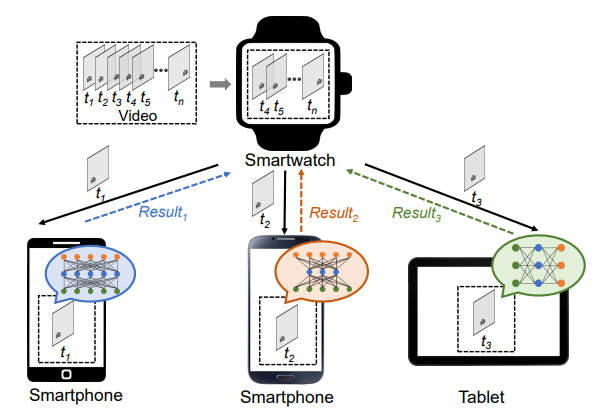 t1 t2 t3 t4 t5 ••• tn
Video
t4 t5 ••• tn
Smartwatch
t1
Result1
t2
Result2
Result3
t3
t1
t2
t3
Smartphone
Smartphone
Tablet